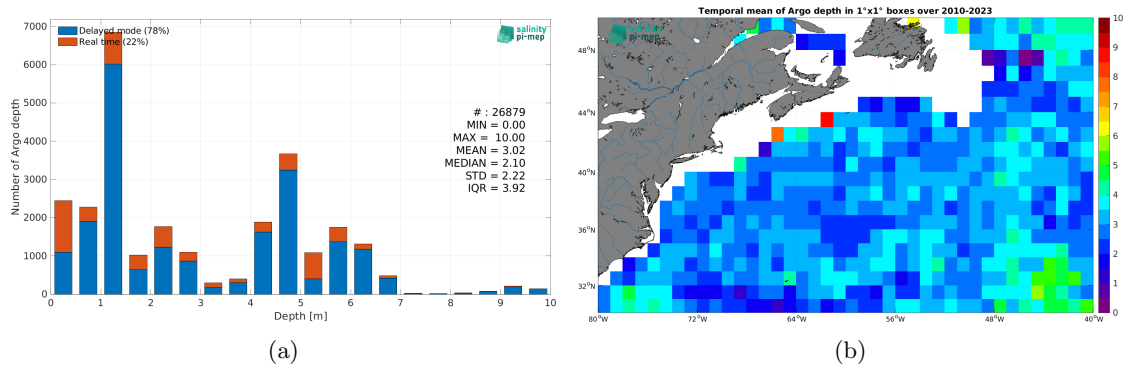 7000
6000
5000
4000
3000
2000
1000
0
Number of Argo depth
Delayed mode (78%)
Real time (22%)
salinity
pi-mep
# : 26879
MIN = 0.00
MAX = 10.00
MEAN = 3.02
MEDIAN = 2.10
STD = 2.22
IQR = 3.92
0 1 2 3 4 5 6 7 8 9 10
Depth [m]
(a)
Temporal mean of Argo depth in 1°x1° boxes over 2010-2023
salinity
pi-mep
48°N
44°N
40°N
36°N
32°N
80°W 72°W 64°W 56°W 48°W 40°W
10
9
8
7
6
5
4
3
2
1
0
(b)